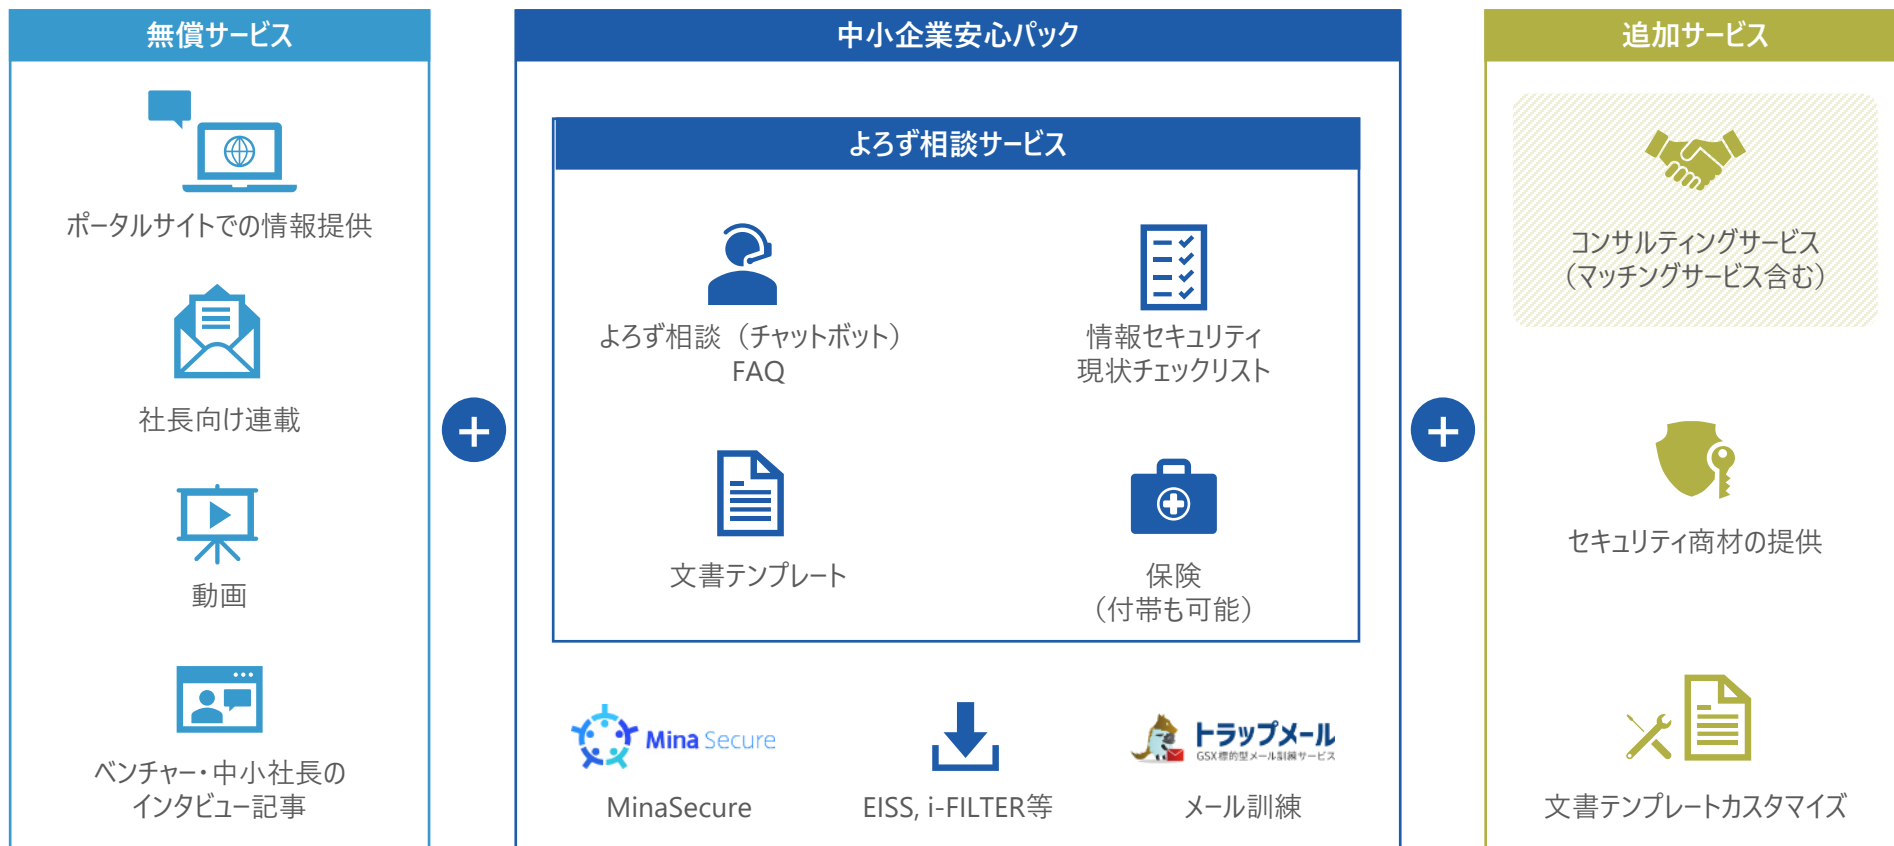 無償サービス
ポータルサイトでの情報提供
社長向け連載
動画
ベンチャー・中小社長の
インタビュー記事
+
中小企業安心パック
よろず相談サービス
よろず相談（チャットボット）
FAQ
情報セキュリティ
現状チェックリスト
文書テンプレート
保険
（付帯も可能）
Mina Secure
MinaSecure
EISS, i-FILTER等
トラップメール
GSX標的型メール訓練サービス
メール訓練
+
追加サービス
コンサルティングサービス
（マッチングサービス含む）
セキュリティ商材の提供
文書テンプレートカスタマイズ